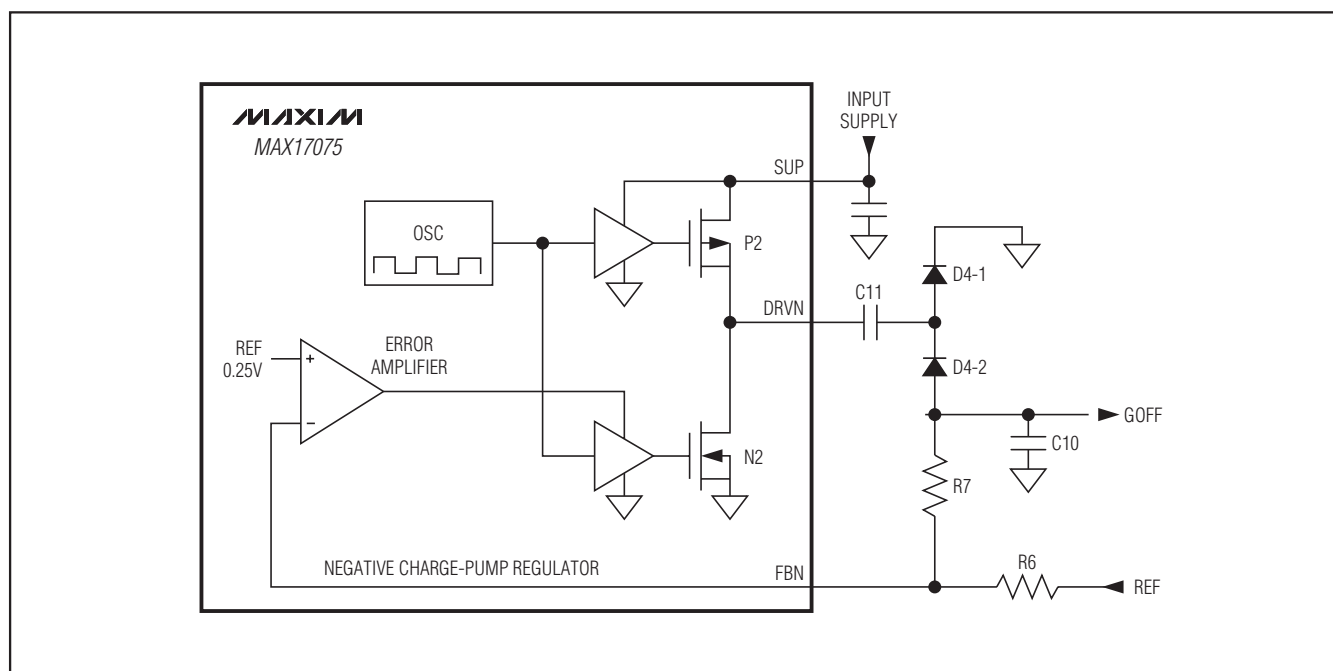 MAXIM
MAX17075
INPUT
SUPPLY
SUP
OSC
P2
D4-1
C11
DRVN
REF
0.25V
+
-
ERROR
AMPLIFIER
D4-2
GOFF
C10
N2
R7
NEGATIVE CHARGE-PUMP REGULATOR
FBN
R6
REF